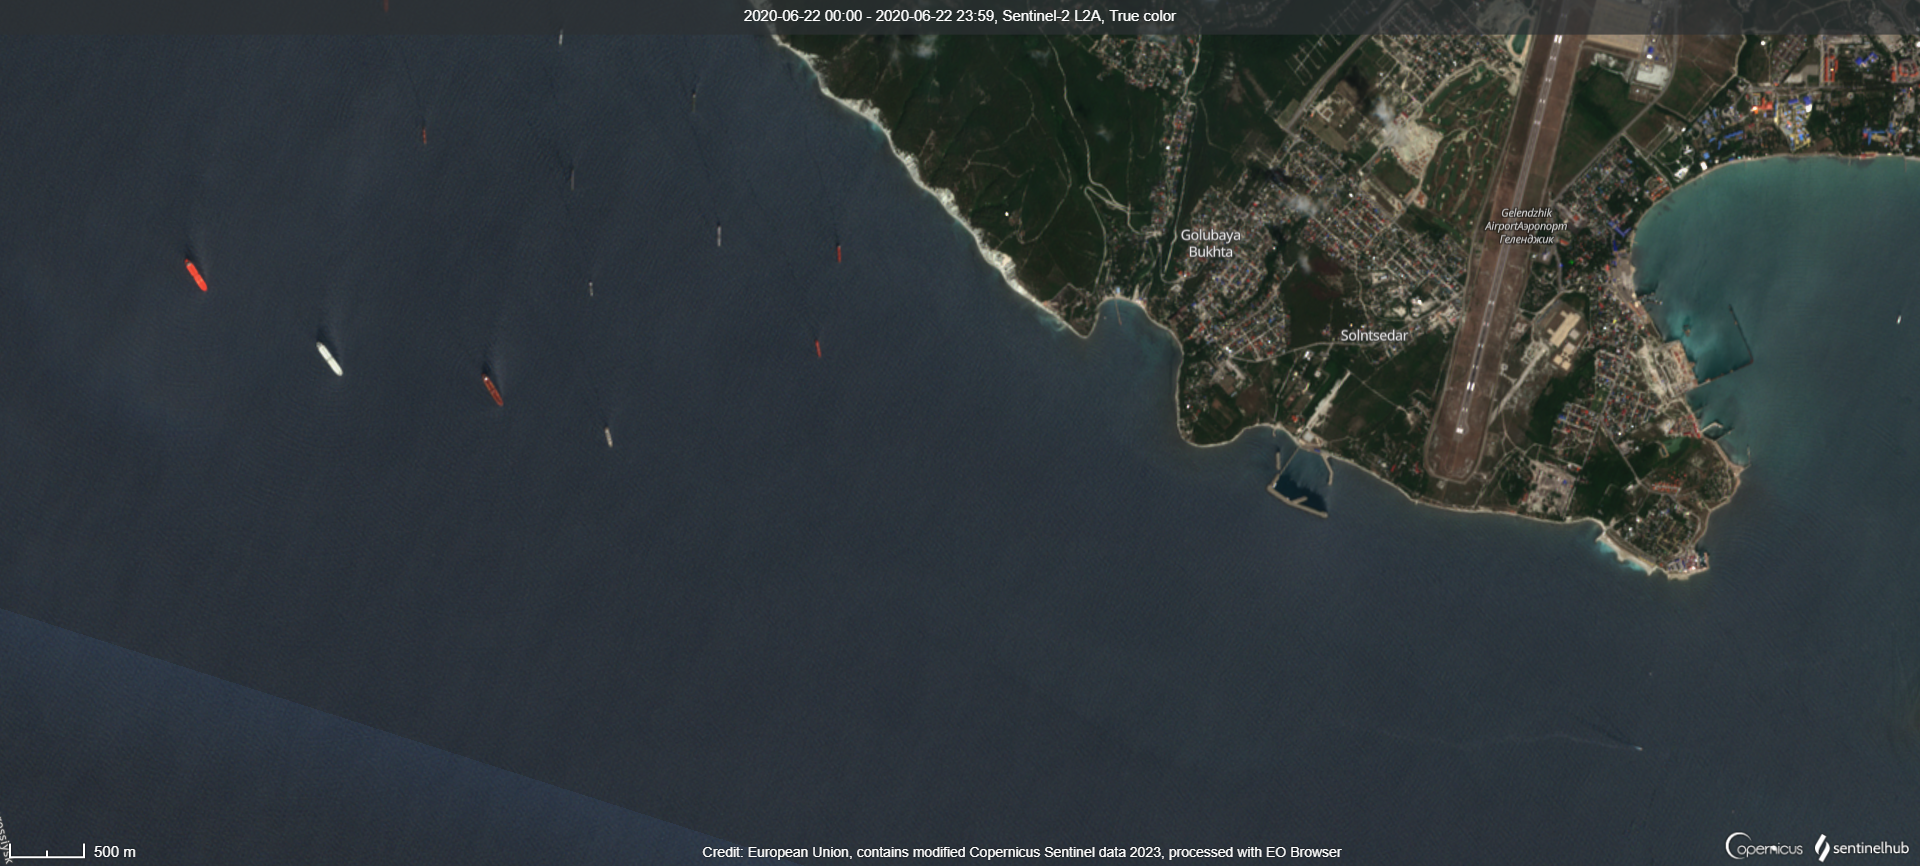 2020-06-22 00:00 - 2020-06-22 23:59, Sentinel-2 L2A, True color
Gelendzhik
AirportАэропорт
Геленджик
Golubaya
Bukhta
Solntsedar
500 m
Credit: European Union, contains modified Copernicus Sentinel data 2023, processed with EO Browser
Copernicus
sentinelhub